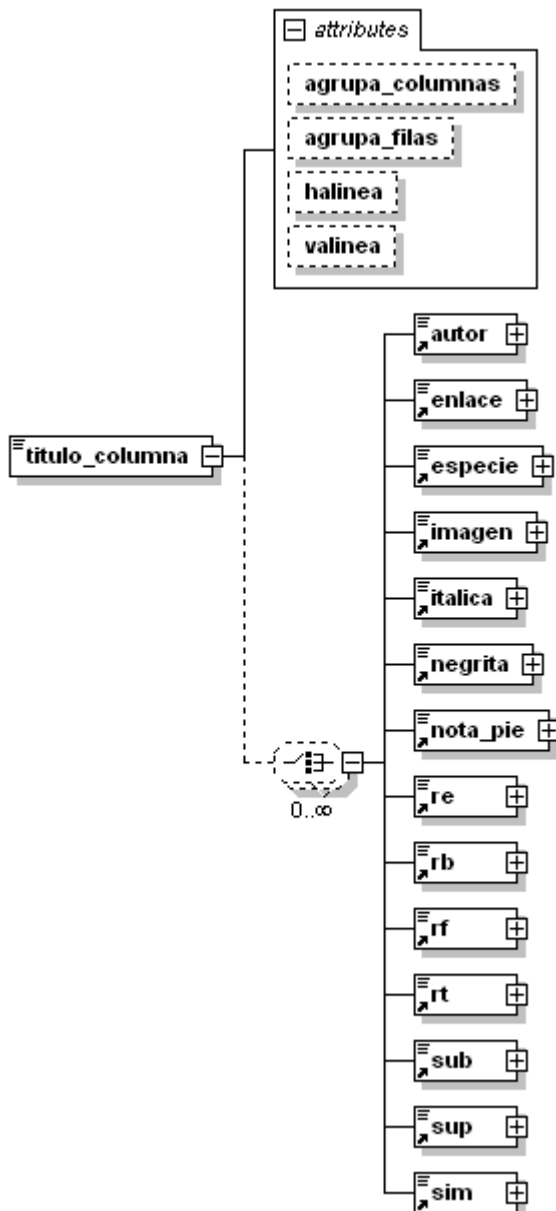 attributes
agrupa_columnas
agrupa_filas
halinea
valinea
titulo_columna
autor
enlace
especie
imagen
italica
negrita
nota_pie
0..∞
re
rb
rf
rt
sub
sup
sim